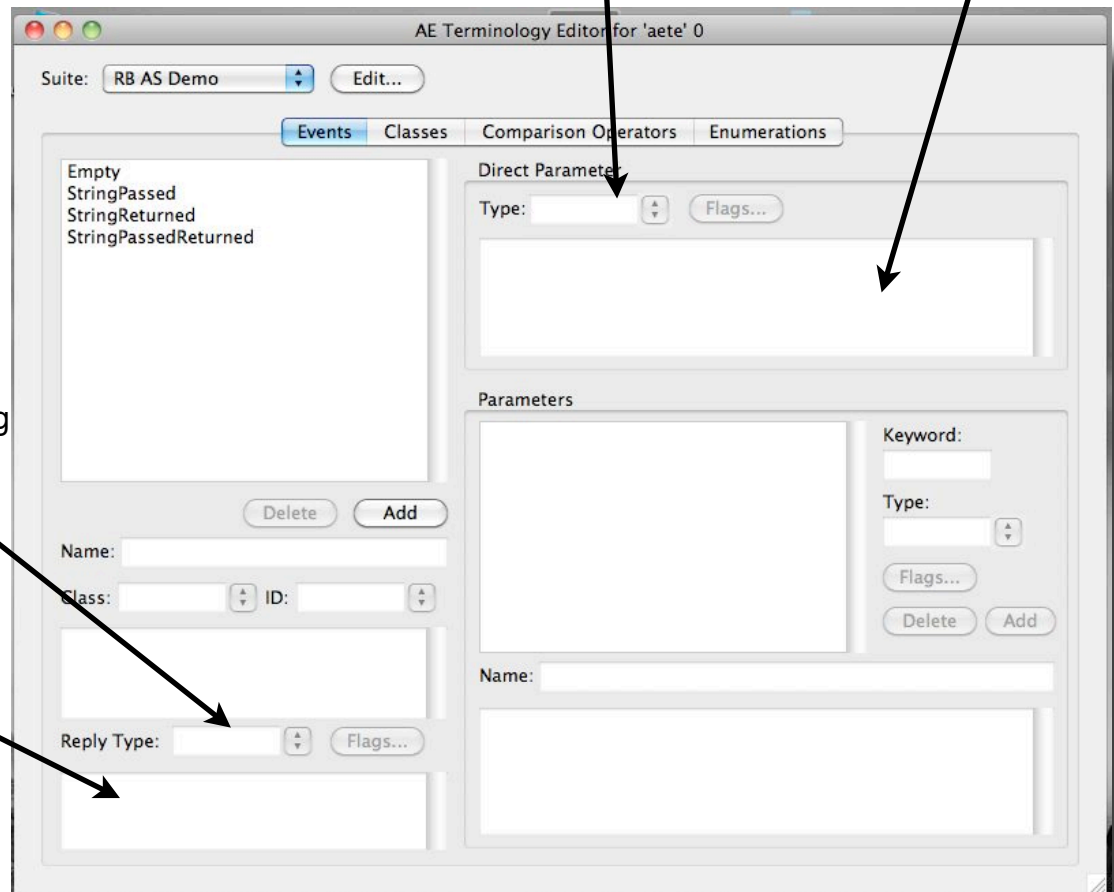 AE Terminology Editor for 'aete' 0
Suite: RB AS Demo Edit...
Events Classes Comparison Operators Enumerations
Empty
StringPassed
StringReturned
StringPassedReturned
Delete Add
Name:
Class: ID:
Reply Type: Flags...
Direct Parameter
Type: Flags...
Parameters
Keyword:
Type:
Flags...
Delete Add
Name:
g